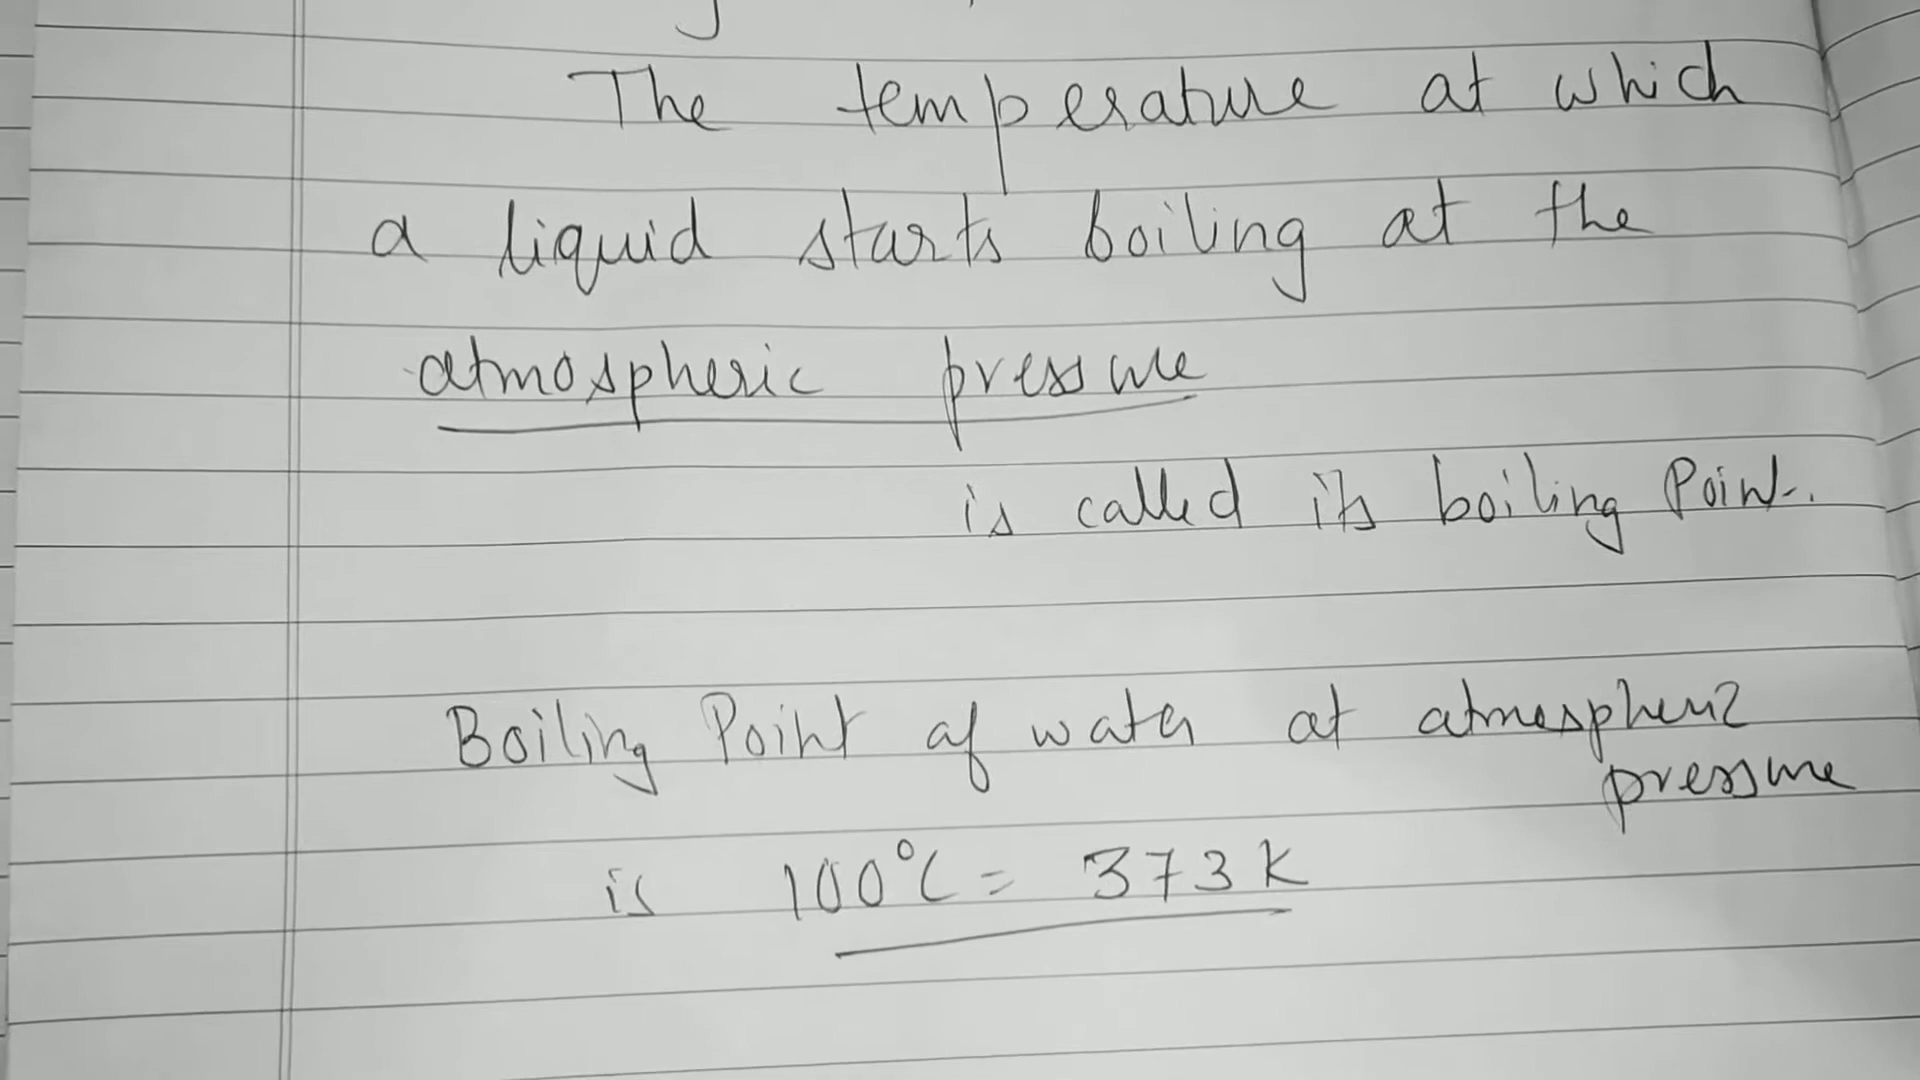 The temperature at which
a liquid starts boiling at the
atmospheric pressure
is called its boiling Point.
Boiling Point of water at atmospheric
pressure
is 100°C = 373K